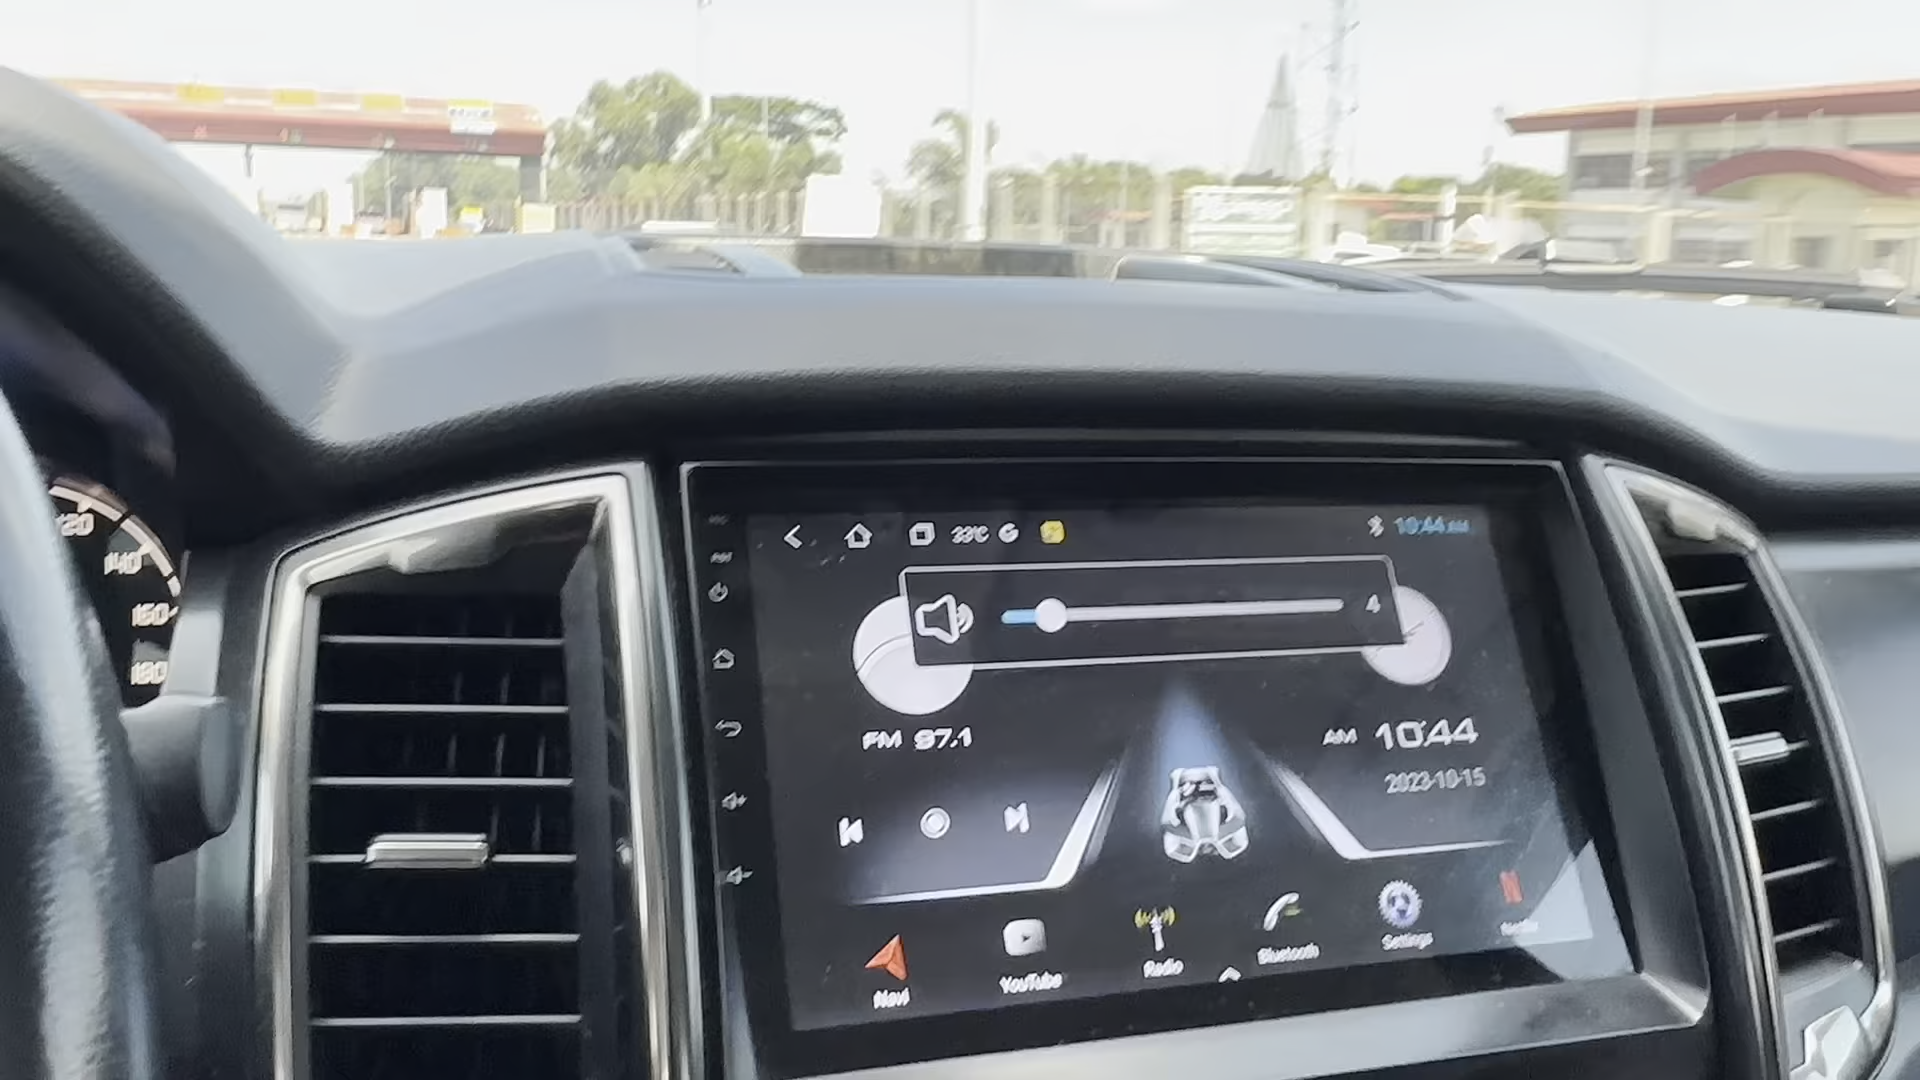 120
140
160
180
33°C
10:44 AM
4
FM 97.1
AM 10:44
2023-10-15
Navi
YouTube
Radio
Bluetooth
Settings